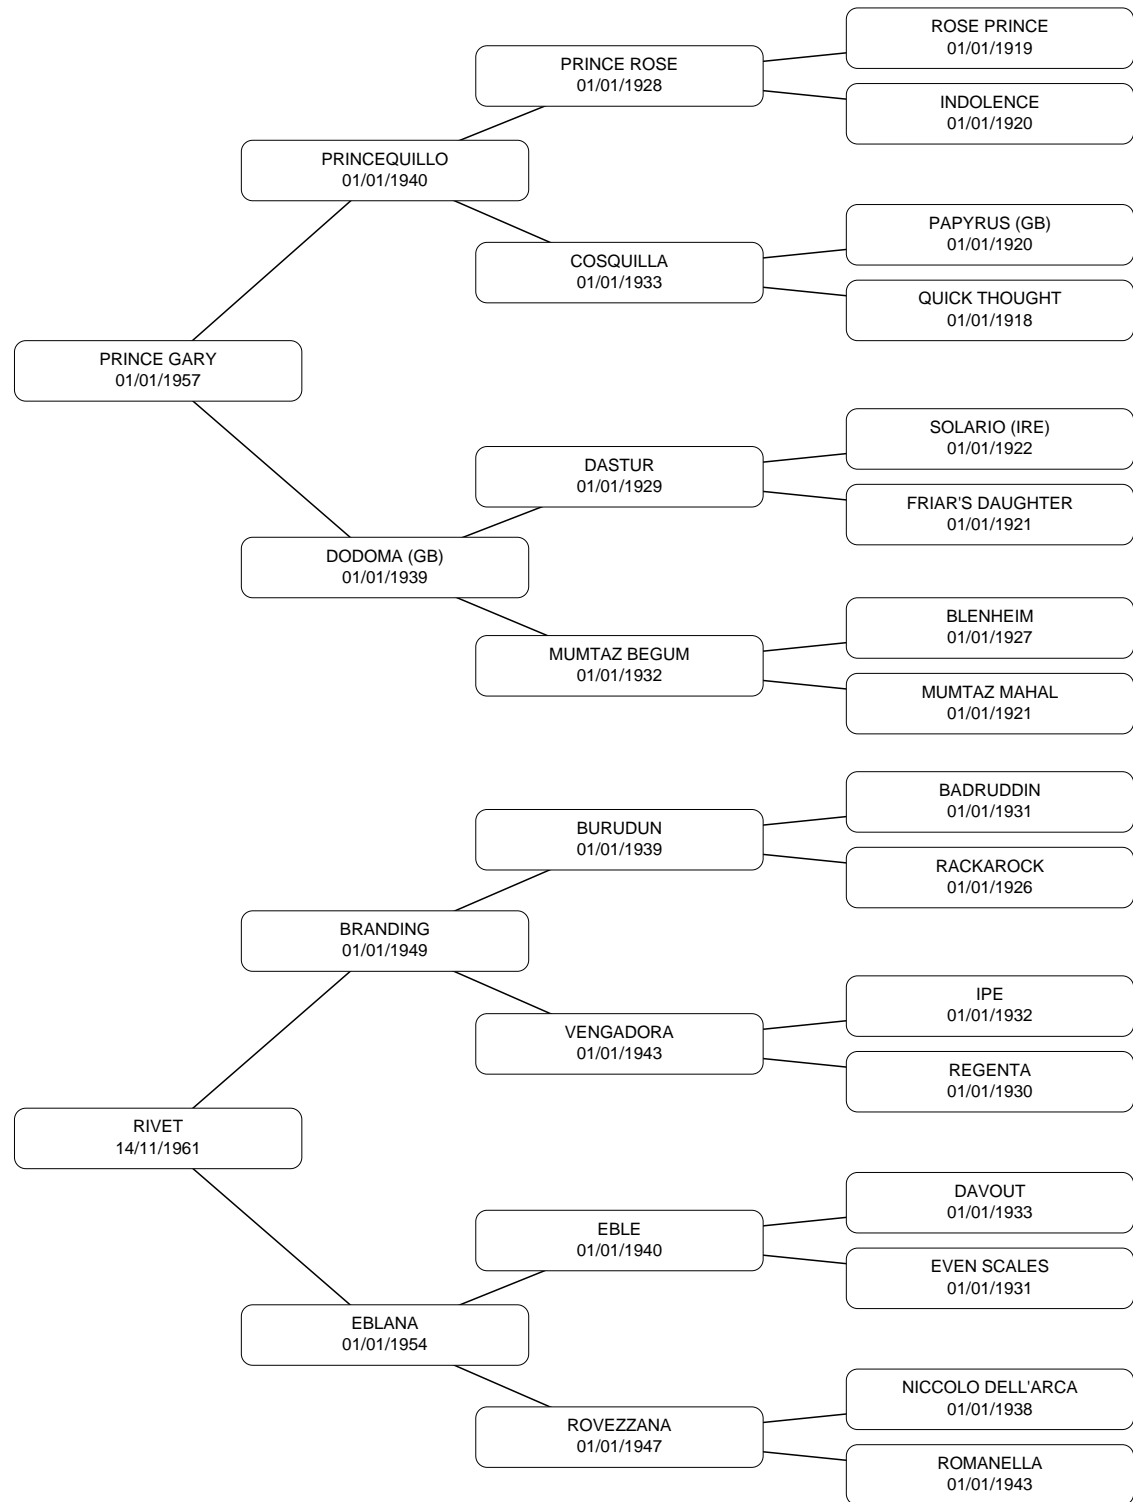 ROSE PRINCE
01/01/1919
PRINCE ROSE
01/01/1928
INDOLENCE
01/01/1920
PRINCEQUILLO
01/01/1940
PAPYRUS (GB)
01/01/1920
COSQUILLA
01/01/1933
QUICK THOUGHT
01/01/1918
PRINCE GARY
01/01/1957
SOLARIO (IRE)
01/01/1922
DASTUR
01/01/1929
FRIAR'S DAUGHTER
01/01/1921
DODOMA (GB)
01/01/1939
BLENHEIM
01/01/1927
MUMTAZ BEGUM
01/01/1932
MUMTAZ MAHAL
01/01/1921
BADRUDDIN
01/01/1931
BURUDUN
01/01/1939
RACKAROCK
01/01/1926
BRANDING
01/01/1949
IPE
01/01/1932
VENGADORA
01/01/1943
REGENTA
01/01/1930
RIVET
14/11/1961
DAVOUT
01/01/1933
EBLE
01/01/1940
EVEN SCALES
01/01/1931
EBLANA
01/01/1954
NICCOLO DELL'ARCA
01/01/1938
ROVEZZANA
01/01/1947
ROMANELLA
01/01/1943